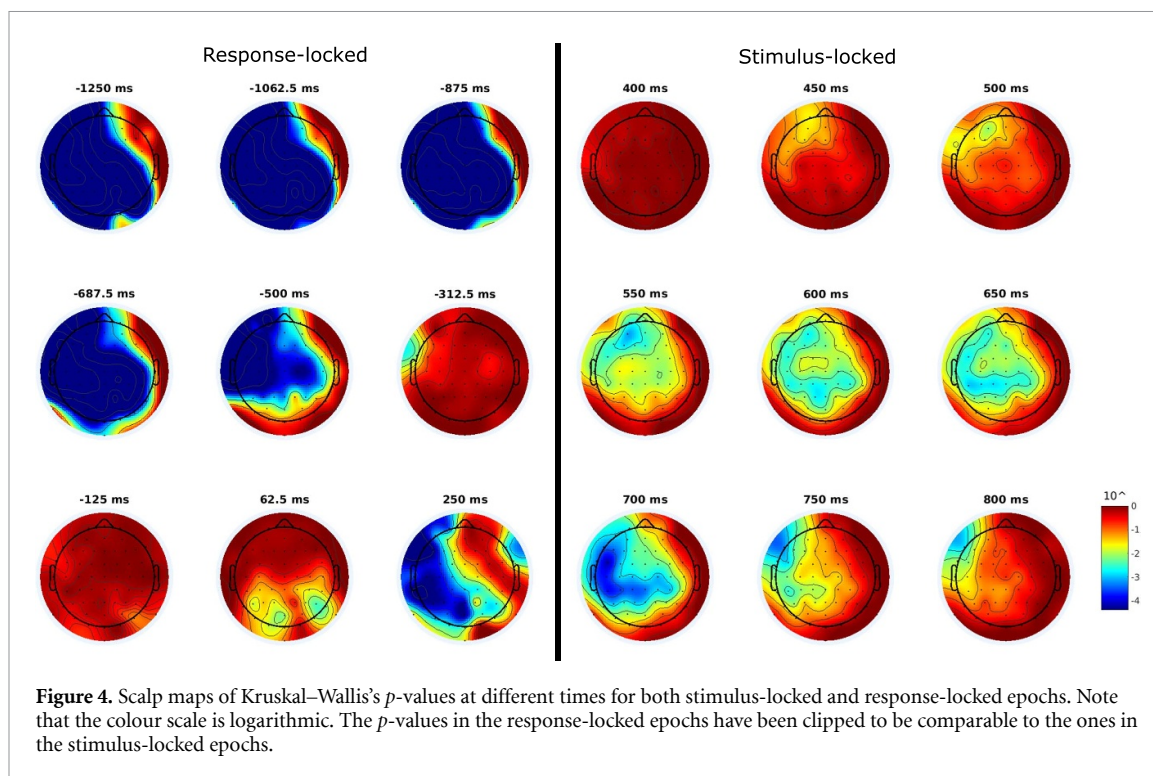 Response-locked
Stimulus-locked
-1250 ms
-1062.5 ms
-875 ms
400 ms
450 ms
500 ms
-687.5 ms
-500 ms
-312.5 ms
550 ms
600 ms
650 ms
-125 ms
62.5 ms
250 ms
700 ms
750 ms
800 ms
10^
0
-1
-2
-3
-4
Figure 4. Scalp maps of Kruskal–Wallis's p-values at different times for both stimulus-locked and response-locked epochs. Note
that the colour scale is logarithmic. The p-values in the response-locked epochs have been clipped to be comparable to the ones in
the stimulus-locked epochs.